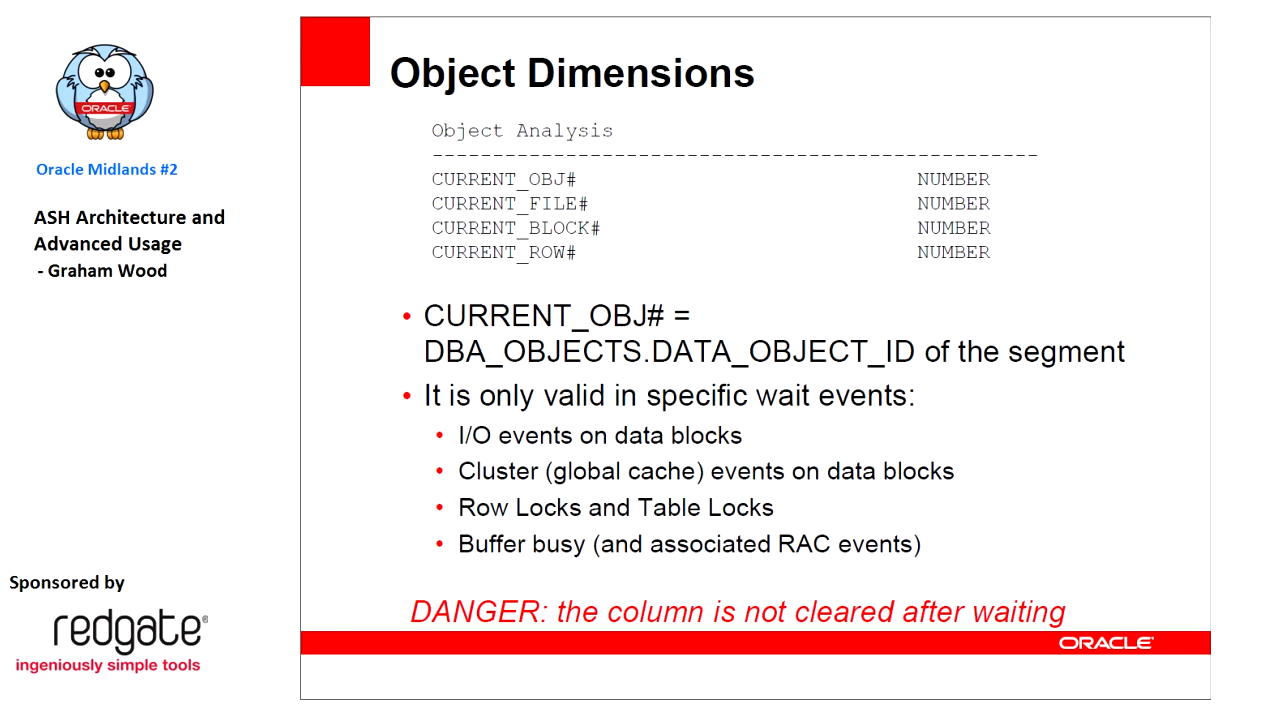 ORACLE
Oracle Midlands #2
ASH Architecture and
Advanced Usage
- Graham Wood
Sponsored by
redgate®
ingeniously simple tools
Object Dimensions
Object Analysis
--------------------------------------------------
CURRENT_OBJ# NUMBER
CURRENT_FILE# NUMBER
CURRENT_BLOCK# NUMBER
CURRENT_ROW# NUMBER
• CURRENT_OBJ# =
DBA_OBJECTS.DATA_OBJECT_ID of the segment
• It is only valid in specific wait events:
• I/O events on data blocks
• Cluster (global cache) events on data blocks
• Row Locks and Table Locks
• Buffer busy (and associated RAC events)
DANGER: the column is not cleared after waiting
ORACLE